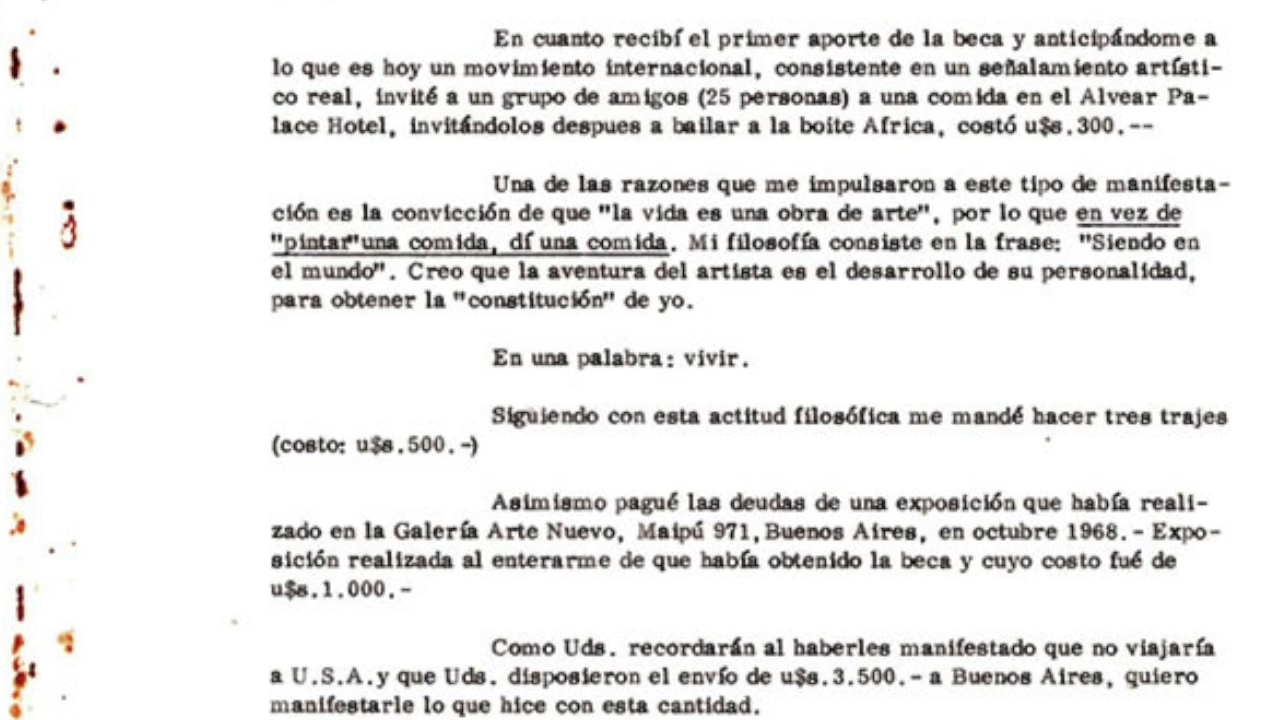 En cuanto recibí el primer aporte de la beca y anticipándome a
lo que es hoy un movimiento internacional, consistente en un señalamiento artísti-
co real, invité a un grupo de amigos (25 personas) a una comida en el Alvear Pa-
lace Hotel, invitándolos despues a bailar a la boite Africa, costó u$s.300.--
Una de las razones que me impulsaron a este tipo de manifesta-
ción es la convicción de que "la vida es una obra de arte", por lo que en vez de
"pintar"una comida, dí una comida. Mi filosofía consiste en la frase: "Siendo en
el mundo". Creo que la aventura del artista es el desarrollo de su personalidad,
para obtener la "constitución" de yo.
En una palabra: vivir.
Siguiendo con esta actitud filosófica me mandé hacer tres trajes
(costo: u$s.500.-)
Asimismo pagué las deudas de una exposición que había reali-
zado en la Galería Arte Nuevo, Maipú 971, Buenos Aires, en octubre 1968.- Expo-
sición realizada al enterarme de que había obtenido la beca y cuyo costo fué de
u$s.1.000.-
Como Uds. recordarán al haberles manifestado que no viajaría
a U.S.A.y que Uds. disposieron el envío de u$s.3.500.- a Buenos Aires, quiero
manifestarle lo que hice con esta cantidad.